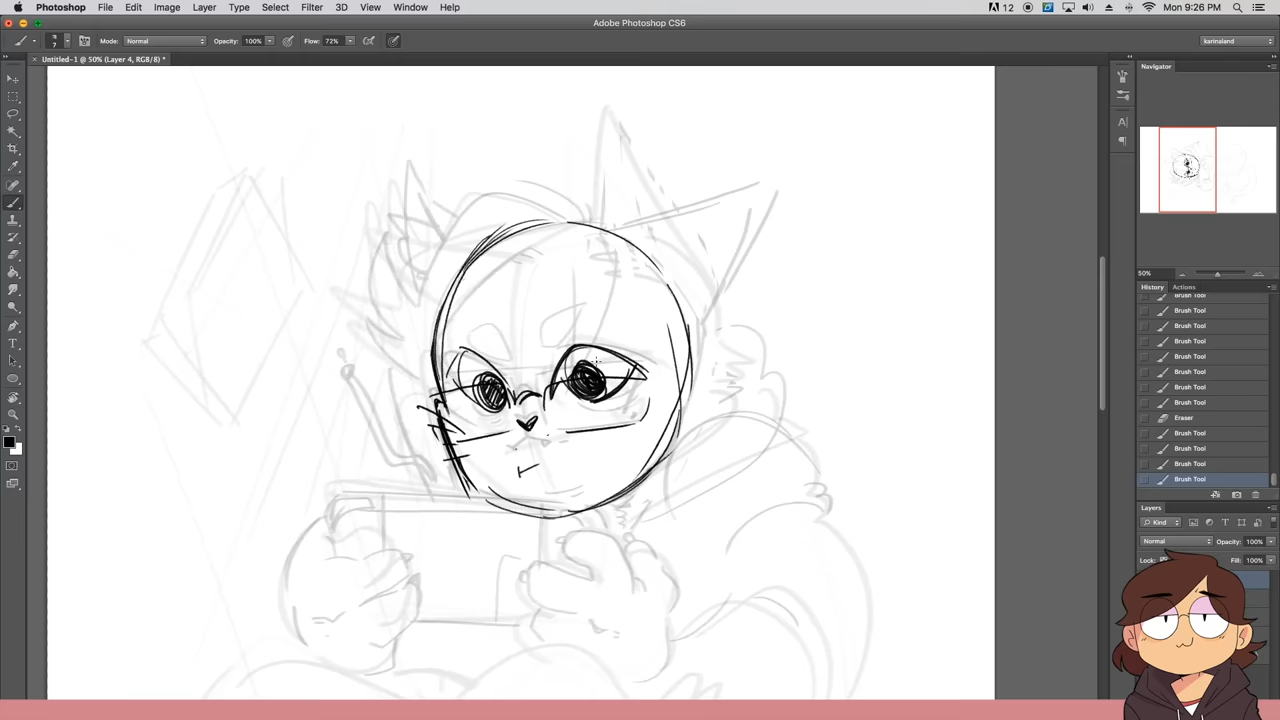 Photoshop File Edit Image Layer Type Select Filter 3D View Window Help
12 Mon 9:26 PM
Adobe Photoshop CS6
7 Mode: Normal Opacity: 100% Flow: 72% karinaland
× Untitled-1 @ 50% (Layer 4, RGB/8) *
Navigator
50%
History Actions
Brush Tool
Brush Tool
Brush Tool
Brush Tool
Brush Tool
Brush Tool
Brush Tool
Brush Tool
Eraser
Brush Tool
Brush Tool
Brush Tool
Brush Tool
Layers
Kind
Normal Opacity: 100%
Lock: Fill: 100%